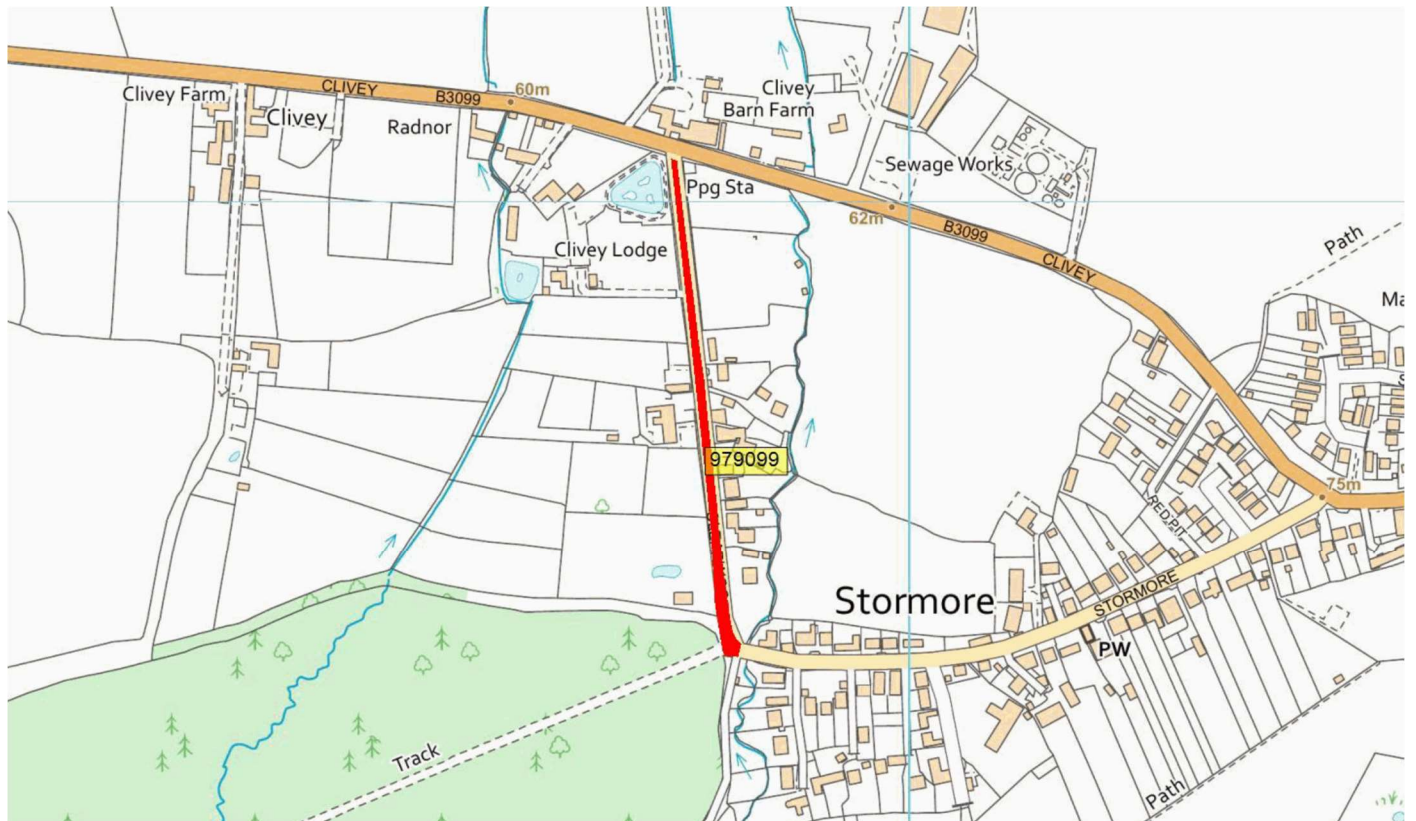 CLIVEY
B3099
60m
Clivey Farm
Clivey
Radnor
Clivey
Barn Farm
Sewage Works
Ppg Sta
62m
B3099
CLIVEY
Path
Clivey Lodge
979099
75m
RED PIT
Stormore
STORMORE
PW
Track
Path